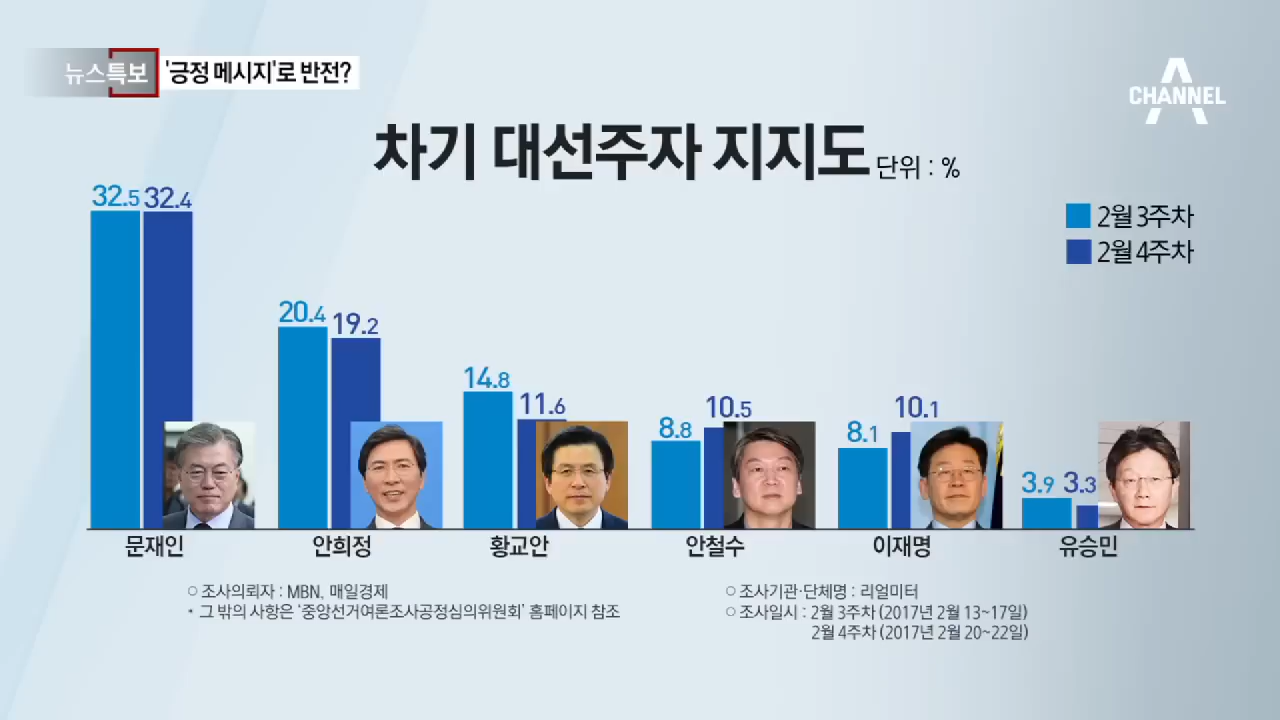 뉴스특보 '긍정 메시지'로 반전?
A
CHANNEL
차기 대선주자 지지도 단위 : %
2월 3주차
2월 4주차
32.5 32.4
20.4 19.2
14.8 11.6
8.8 10.5
8.1 10.1
3.9 3.3
문재인 안희정 황교안 안철수 이재명 유승민
○ 조사의뢰자 : MBN, 매일경제
* 그 밖의 사항은 '중앙선거여론조사공정심의위원회' 홈페이지 참조
○ 조사기관·단체명 : 리얼미터
○ 조사일시 : 2월 3주차 (2017년 2월 13~17일)
2월 4주차 (2017년 2월 20~22일)